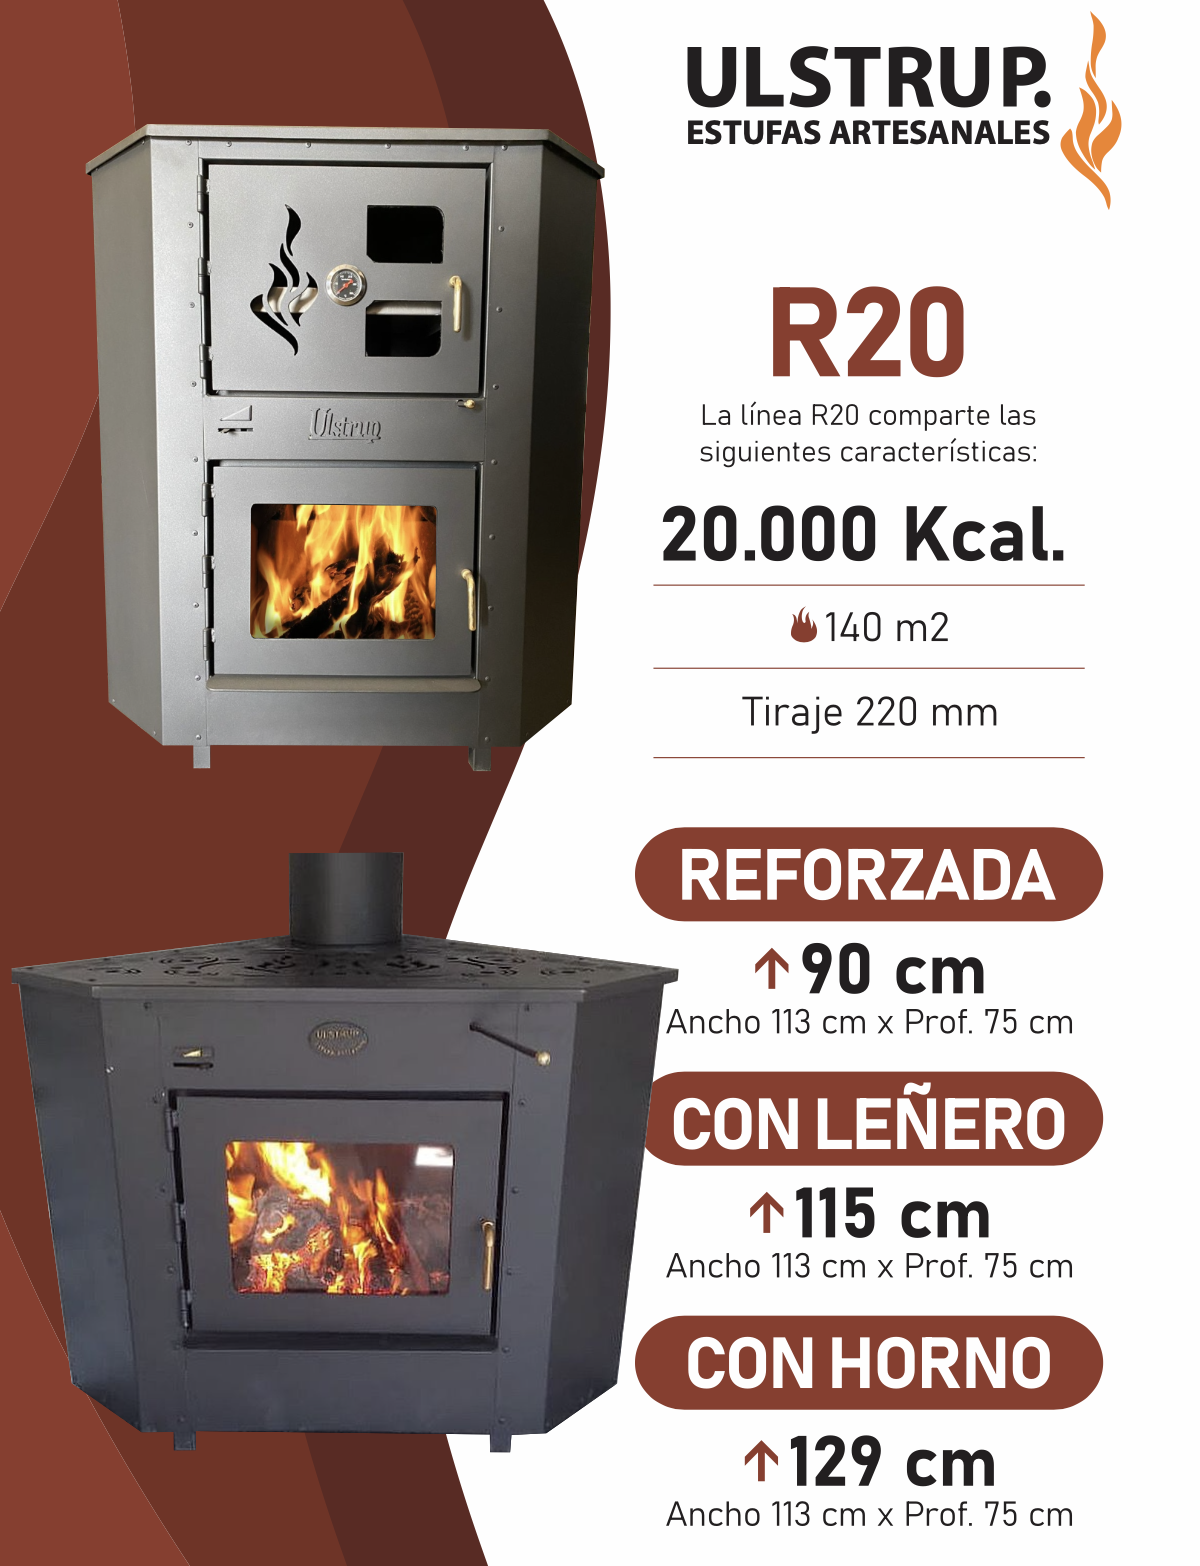 ULSTRUP.
ESTUFAS ARTESANALES
R20
La línea R20 comparte las
siguientes características:
20.000 Kcal.
140 m2
Tiraje 220 mm
REFORZADA
90 cm
Ancho 113 cm x Prof. 75 cm
CON LEÑERO
115 cm
Ancho 113 cm x Prof. 75 cm
CON HORNO
129 cm
Ancho 113 cm x Prof. 75 cm
Ulstrup
ULSTRUP